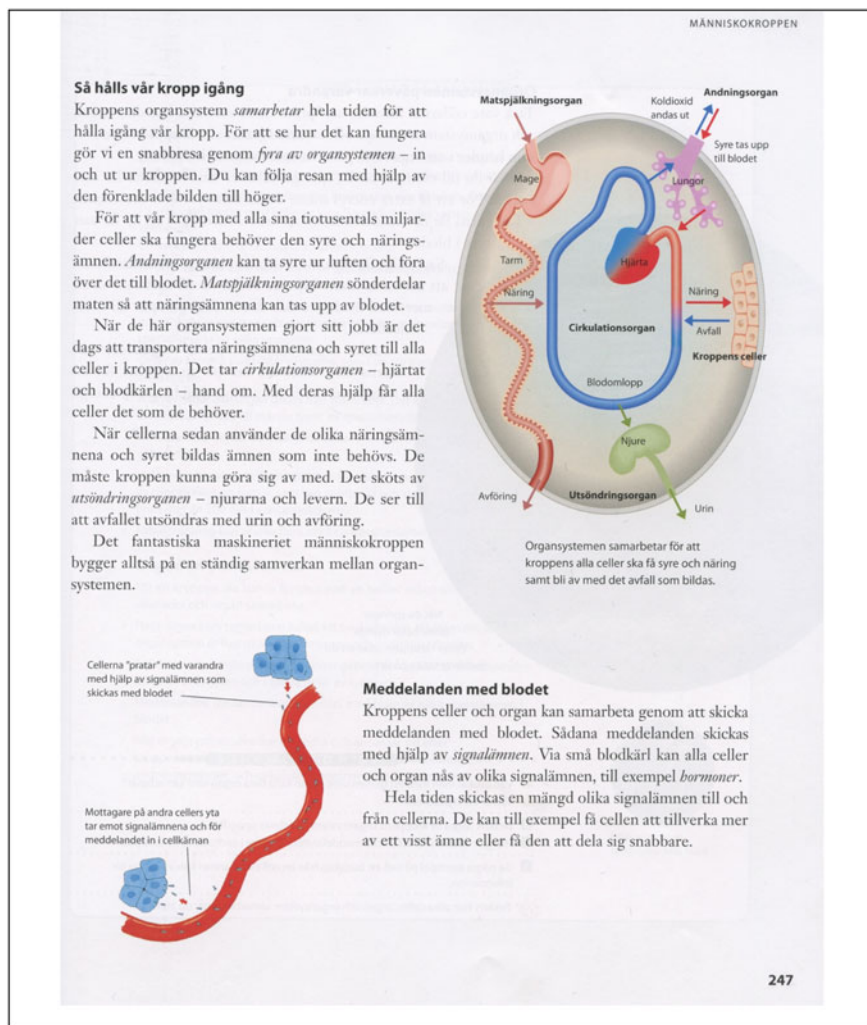 MÄNNISKOKROPPEN
Så hålls vår kropp igång
Kroppens organsystem samarbetar hela tiden för att
hålla igång vår kropp. För att se hur det kan fungera
gör vi en snabbresa genom fyra av organsystemen – in
och ut ur kroppen. Du kan följa resan med hjälp av
den förenklade bilden till höger.
För att vår kropp med alla sina tiotusentals miljar-
der celler ska fungera behöver den syre och närings-
ämnen. Andningsorganen kan ta syre ur luften och föra
över det till blodet. Matspjälkningsorganen sönderdelar
maten så att näringsämnena kan tas upp av blodet.
När de här organsystemen gjort sitt jobb är det
dags att transportera näringsämnena och syret till alla
celler i kroppen. Det tar cirkulationsorganen – hjärtat
och blodkärlen – hand om. Med deras hjälp får alla
celler det som de behöver.
När cellerna sedan använder de olika näringsäm-
nena och syret bildas ämnen som inte behövs. De
måste kroppen kunna göra sig av med. Det sköts av
utsöndringsorganen – njurarna och levern. De ser till
att avfallet utsöndras med urin och avföring.
Det fantastiska maskineriet människokroppen
bygger alltså på en ständig samverkan mellan organ-
systemen.
Matspjälkningsorgan
Koldioxid
andas ut
Andningsorgan
Syre tas upp
till blodet
Mage
Lungor
Tarm
Hjärta
Näring
Näring
Cirkulationsorgan
Avfall
Kroppens celler
Blodomlopp
Njure
Avföring
Utsöndringsorgan
Urin
Organsystemen samarbetar för att
kroppens alla celler ska få syre och näring
samt bli av med det avfall som bildas.
Cellerna "pratar" med varandra
med hjälp av signalämnen som
skickas med blodet
Mottagare på andra cellers yta
tar emot signalämnena och för
meddelandet in i cellkärnan
Meddelanden med blodet
Kroppens celler och organ kan samarbeta genom att skicka
meddelanden med blodet. Sådana meddelanden skickas
med hjälp av signalämnen. Via små blodkärl kan alla celler
och organ nås av olika signalämnen, till exempel hormoner.
Hela tiden skickas en mängd olika signalämnen till och
från cellerna. De kan till exempel få cellen att tillverka mer
av ett visst ämne eller få den att dela sig snabbare.
247